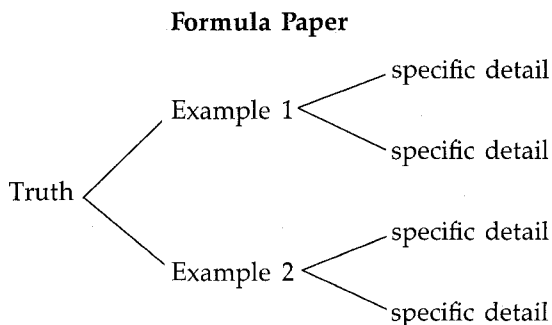 Formula Paper
specific detail
Example 1
specific detail
Truth
specific detail
Example 2
specific detail